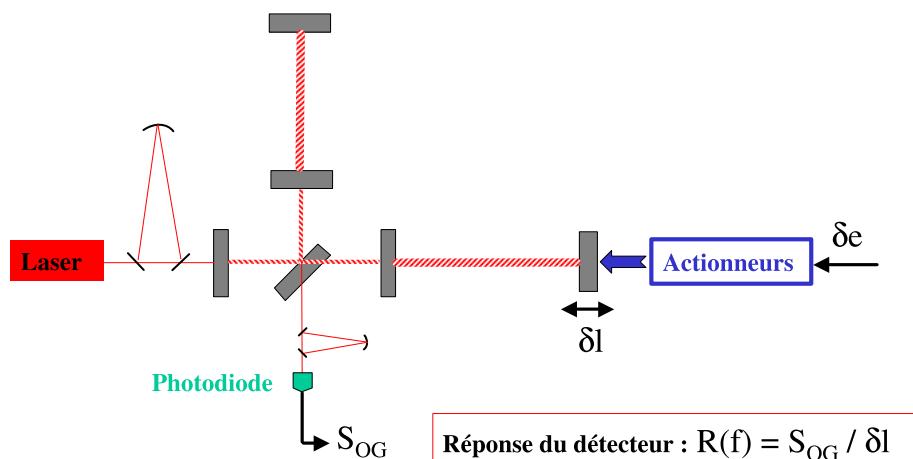 Laser
δe
Actionneurs
δl
Photodiode
S_OG
Réponse du détecteur : R(f) = S_OG / δl